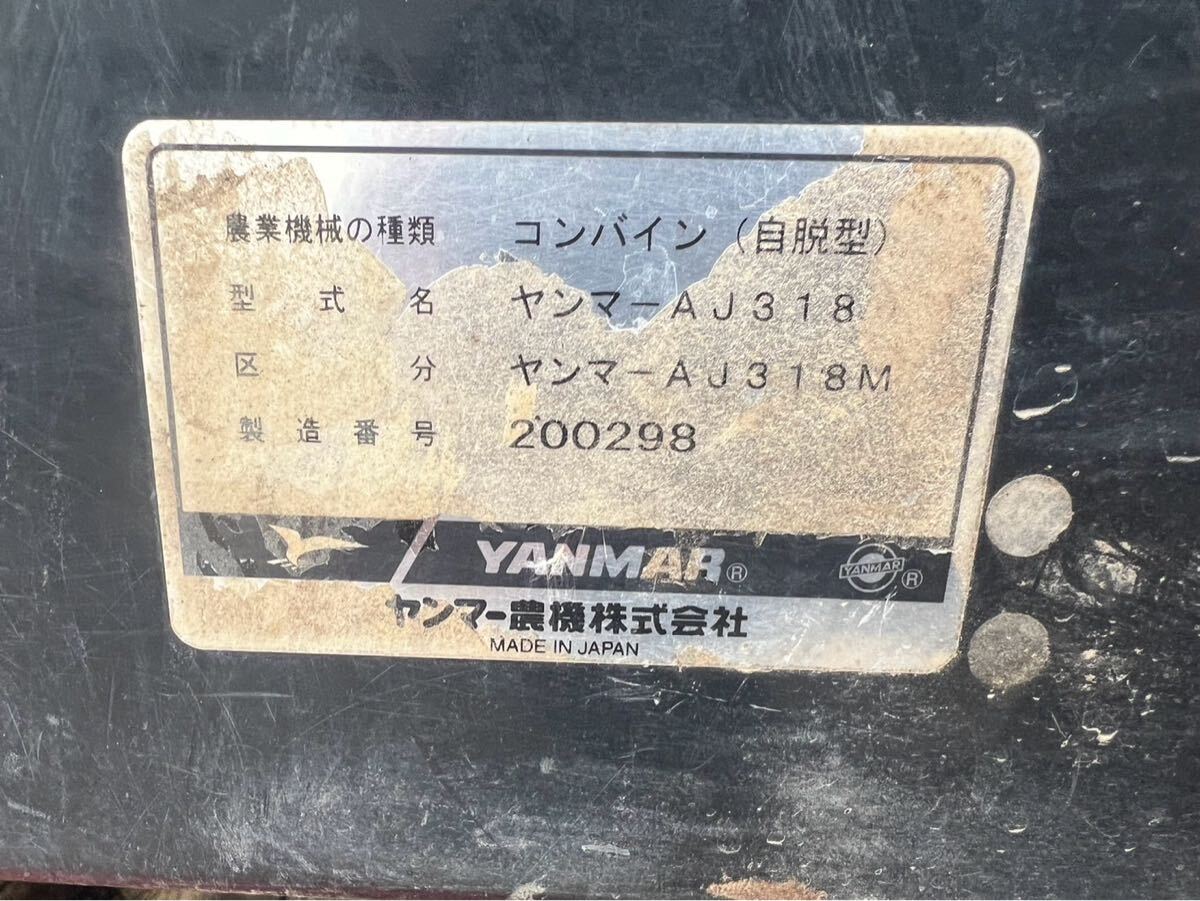 農業機械の種類 コンバイン（自脱型）
型式名 ヤンマーAJ318
区分 ヤンマーAJ318M
製造番号 200298
YANMAR® YANMAR®
ヤンマー農機株式会社
MADE IN JAPAN